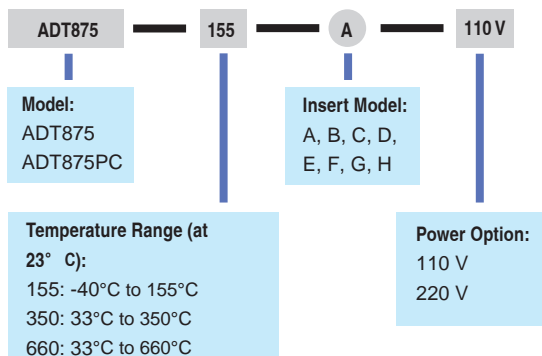 ADT875 155 A 110 V
Model:
ADT875
ADT875PC
Insert Model:
A, B, C, D,
E, F, G, H
Temperature Range (at
23° C):
155: -40°C to 155°C
350: 33°C to 350°C
660: 33°C to 660°C
Power Option:
110 V
220 V